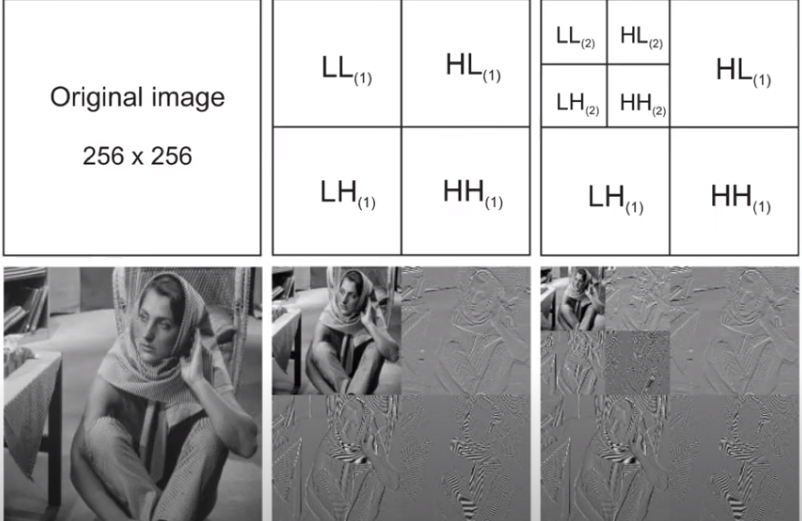 Original image
256 x 256
LL(1)
HL(1)
LH(1)
HH(1)
LL(2)
HL(2)
LH(2)
HH(2)
HL(1)
LH(1)
HH(1)